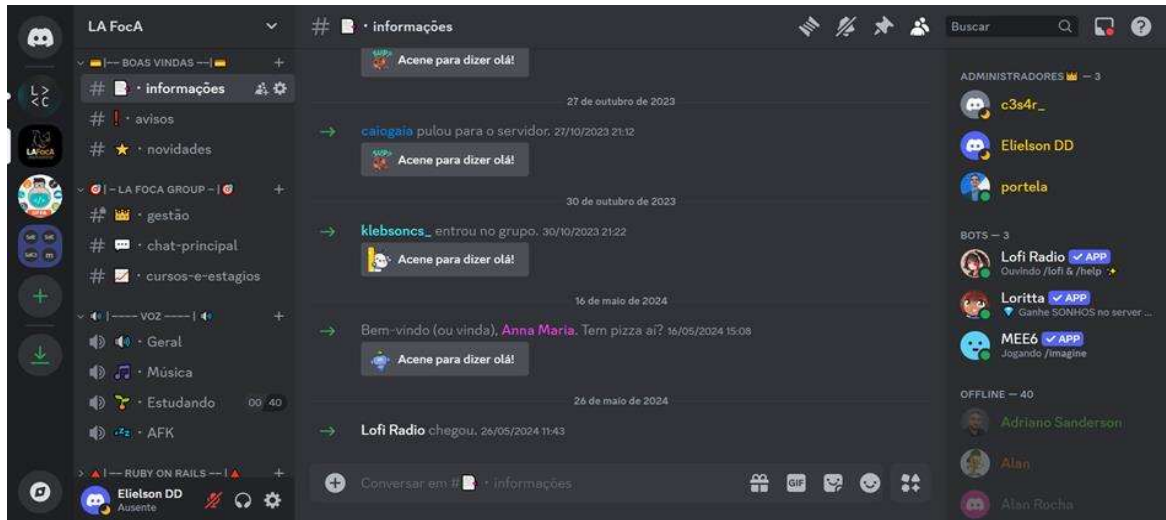 LA FocA
BOAS VINDAS
# · informações
# · avisos
# · novidades
| – LA FOCA GROUP – |
# · gestão
# · chat-principal
# · cursos-e-estagios
| ---- VOZ ---- |
· Geral
· Música
· Estudando 00 40
· AFK
| -- RUBY ON RAILS -- |
Elielson DD
Ausente
L>
<C
LAFocA
# · informações
Acene para dizer olá!
27 de outubro de 2023
caiogaia pulou para o servidor. 27/10/2023 21:12
Acene para dizer olá!
30 de outubro de 2023
klebsoncs_ entrou no grupo. 30/10/2023 21:22
Acene para dizer olá!
16 de maio de 2024
Bem-vindo (ou vinda), Anna Maria. Tem pizza aí? 16/05/2024 15:08
Acene para dizer olá!
26 de maio de 2024
Lofi Radio chegou. 26/05/2024 11:43
Conversar em # · informações
GIF
Buscar
ADMINISTRADORES — 3
c3s4r_
Elielson DD
portela
BOTS — 3
Lofi Radio ✓ APP
Ouvindo /lofi & /help
Loritta ✓ APP
Ganhe SONHOS no server ...
MEE6 ✓ APP
Jogando /imagine
OFFLINE — 40
Adriano Sanderson
Alan
Alan Rocha